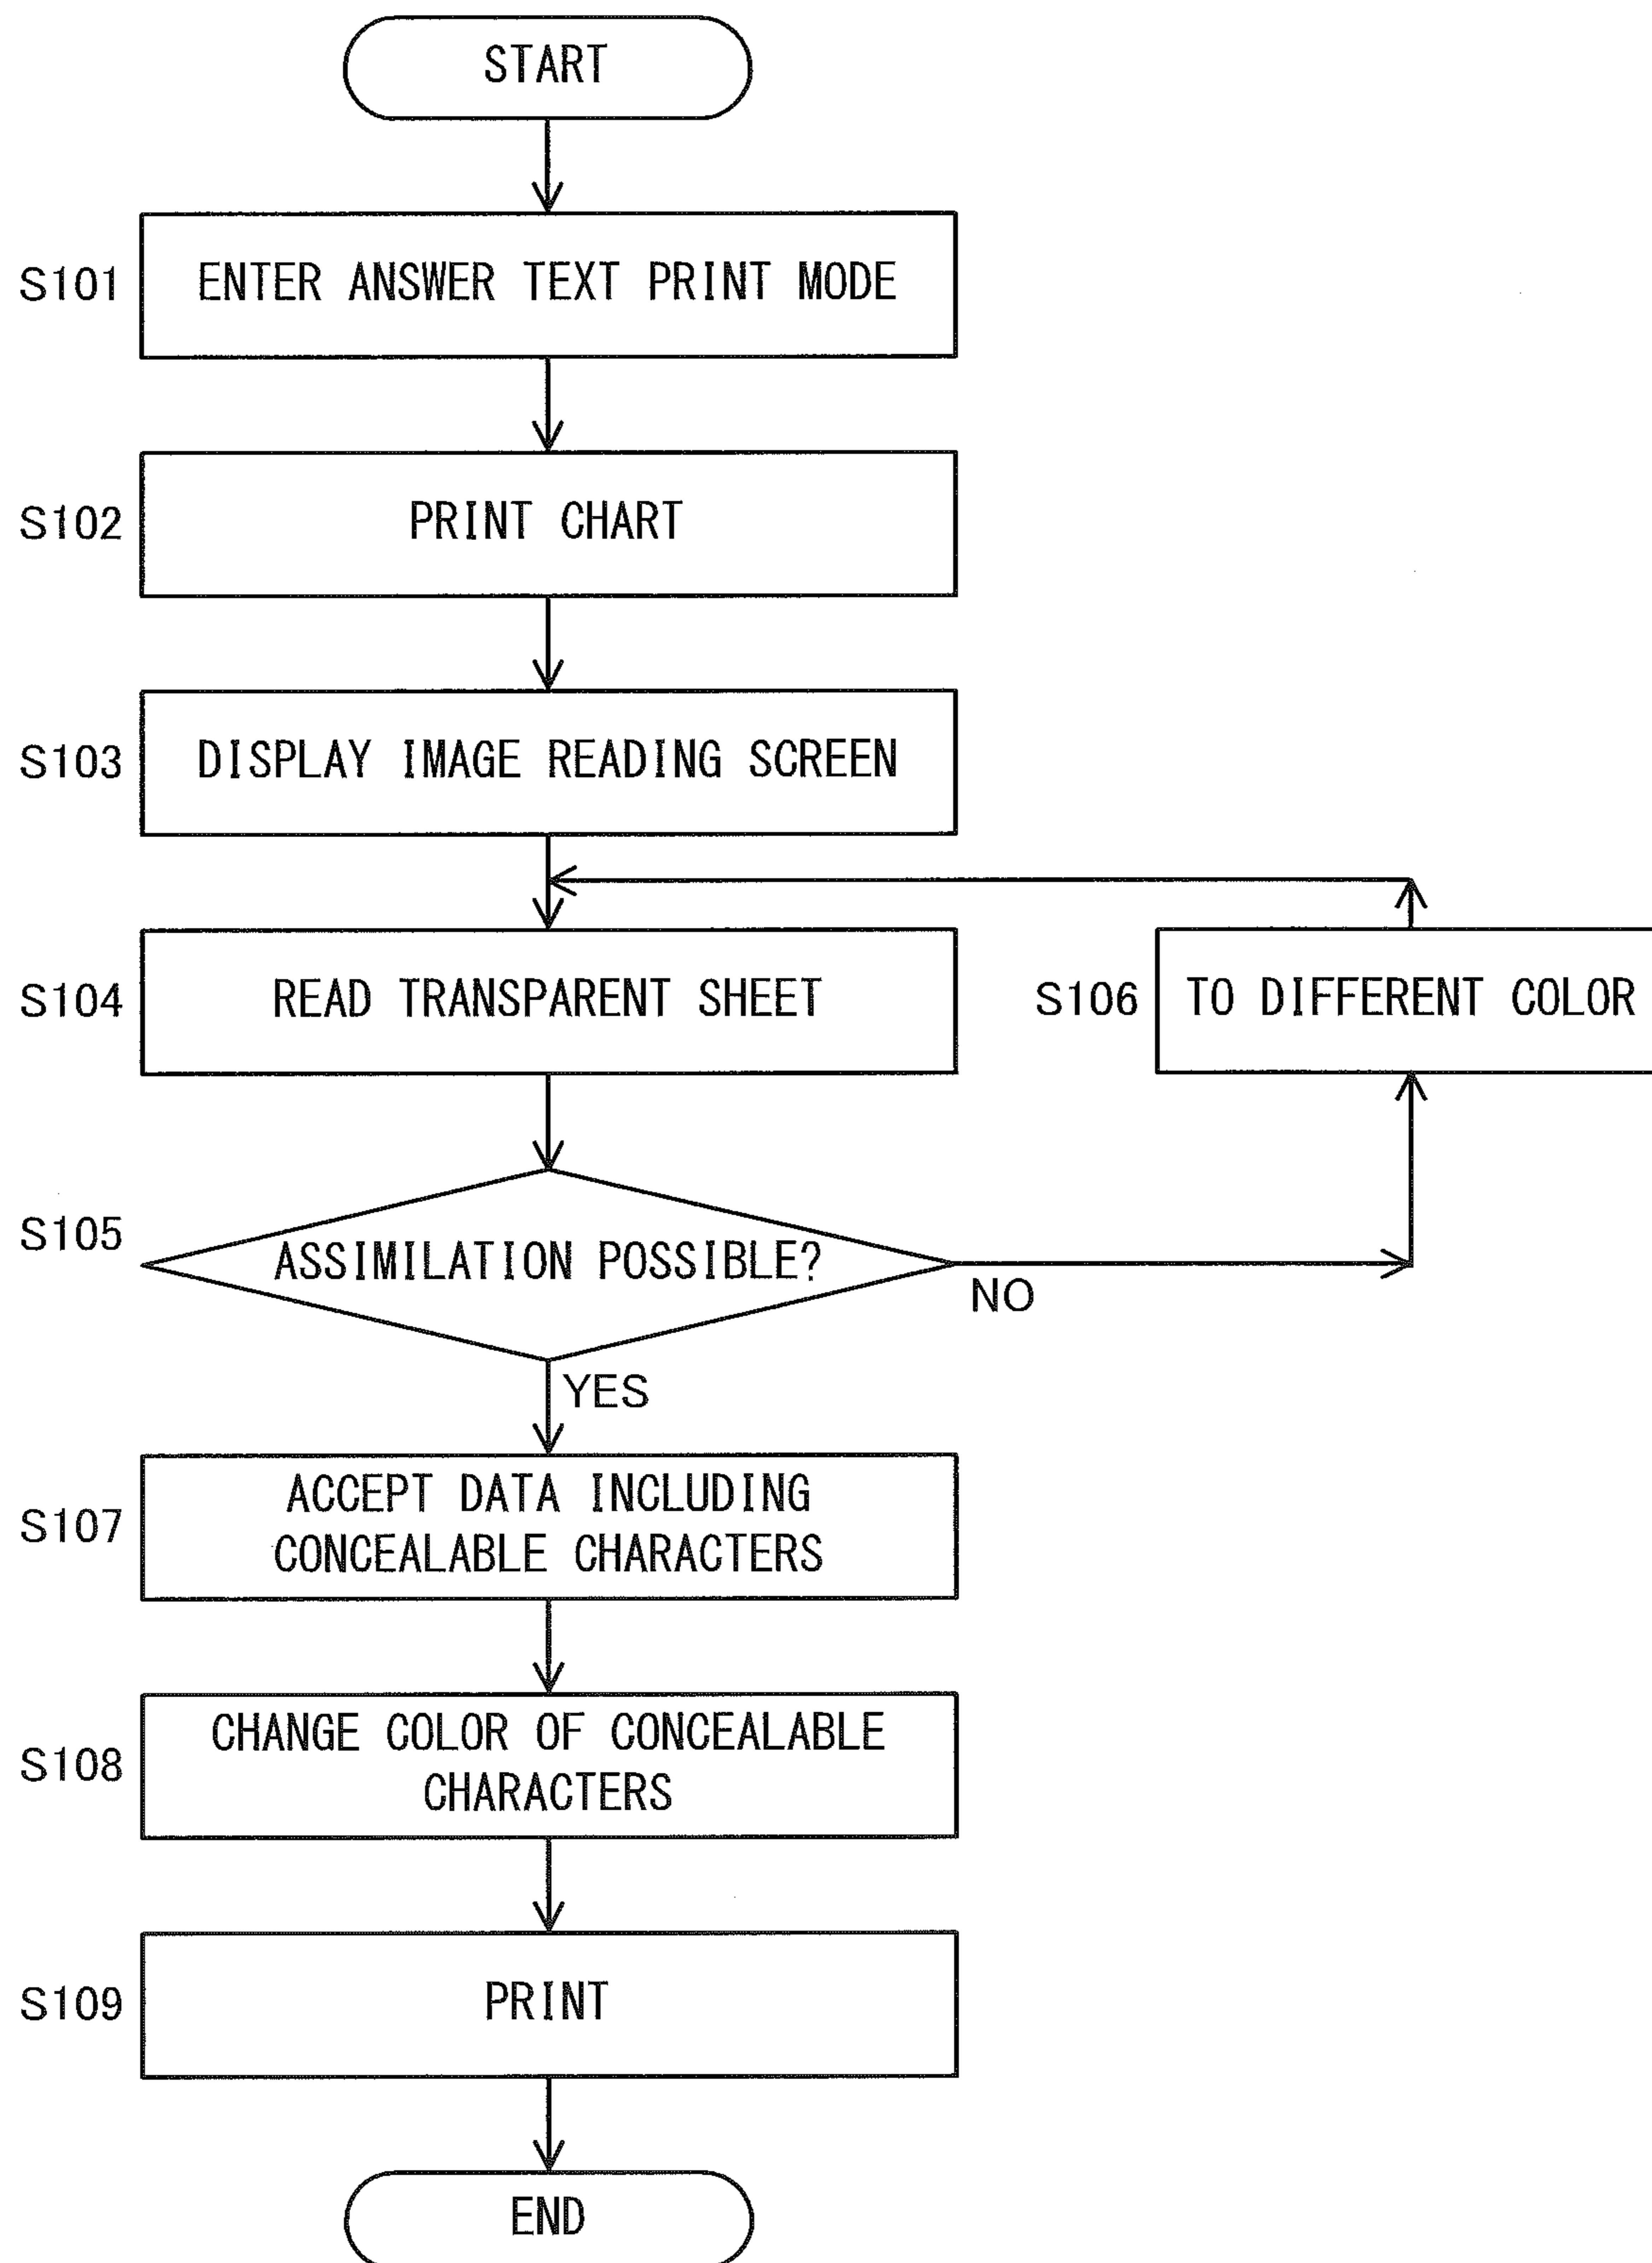 START
S101 ENTER ANSWER TEXT PRINT MODE
S102 PRINT CHART
S103 DISPLAY IMAGE READING SCREEN
S104 READ TRANSPARENT SHEET
S106 TO DIFFERENT COLOR
S105 ASSIMILATION POSSIBLE?
NO
YES
S107 ACCEPT DATA INCLUDING
CONCEALABLE CHARACTERS
S108 CHANGE COLOR OF CONCEALABLE
CHARACTERS
S109 PRINT
END